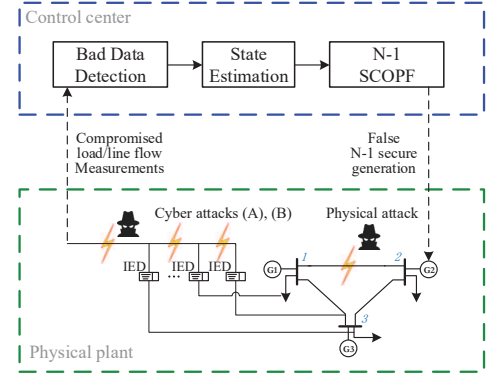 Control center
Bad Data
Detection
State
Estimation
N-1
SCOPF
Compromised
load/line flow
Measurements
False
N-1 secure
generation
Cyber attacks (A), (B)
Physical attack
IED
...
IED
IED
G1
1
2
G2
3
G3
Physical plant